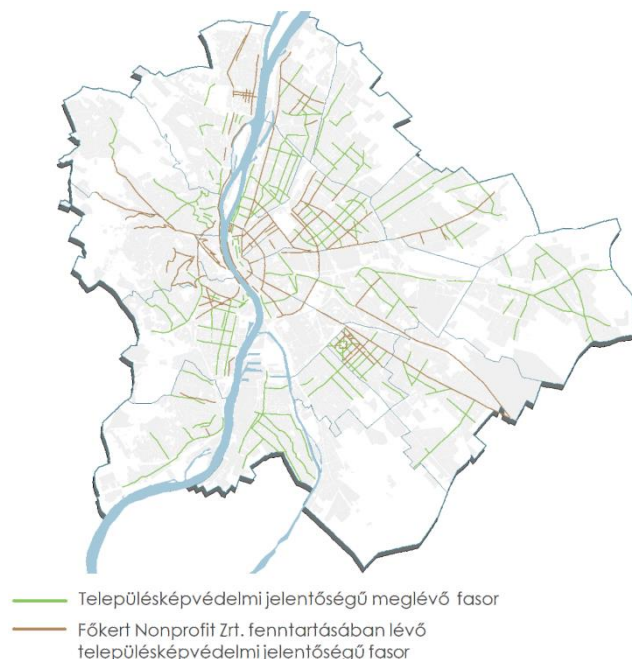 Településképvédelmi jelentőségű meglévő fasor
Főkert Nonprofit Zrt. fenntartásában lévő
településképvédelmi jelentőségű fasor